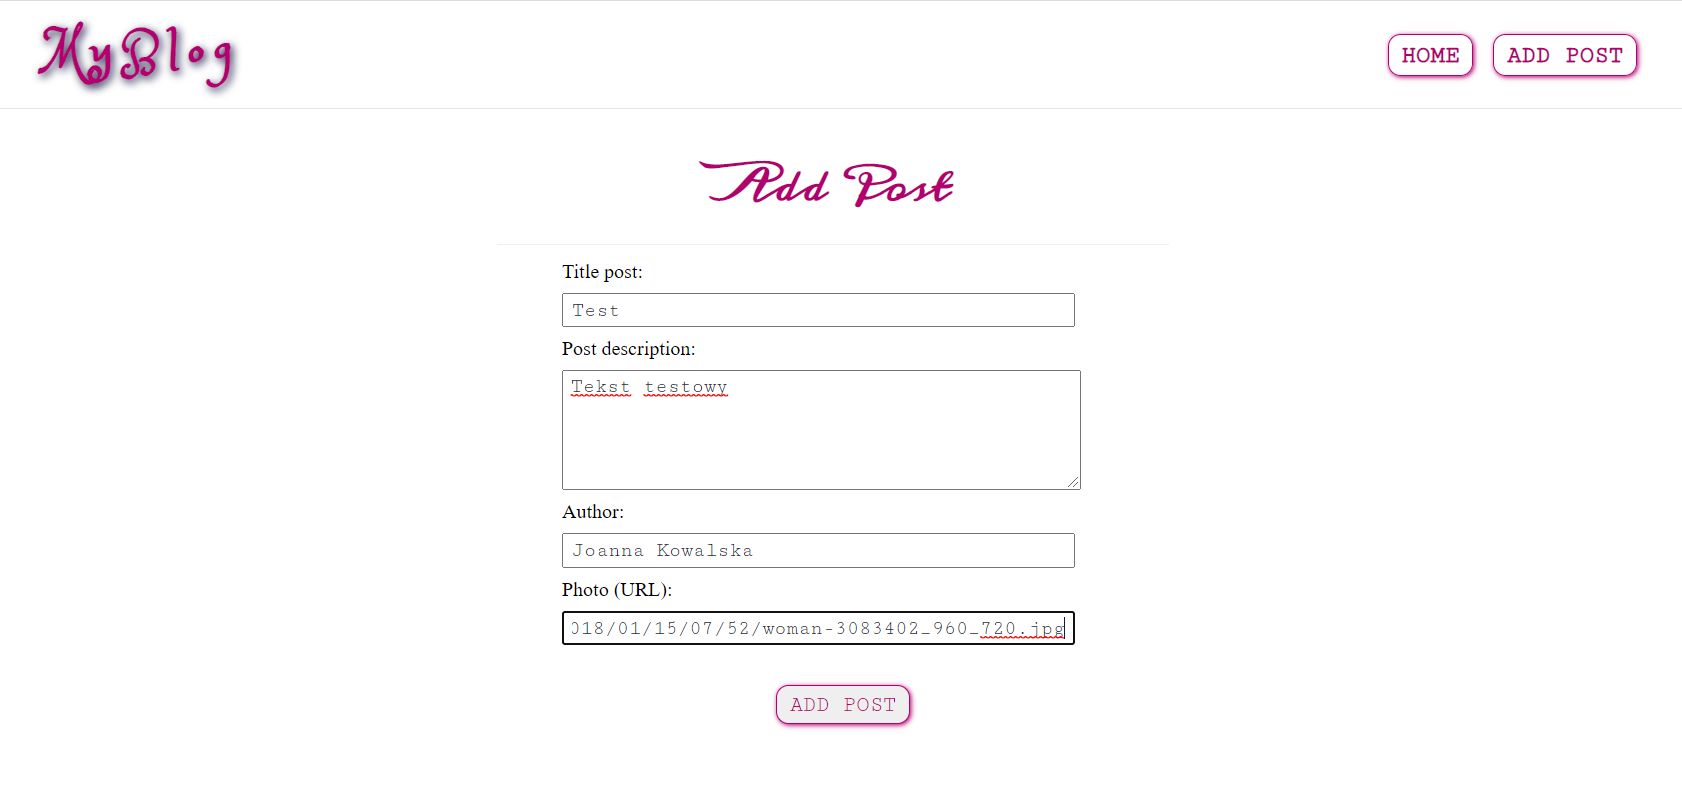 MyBlog
HOME
ADD POST
Add Post
Title post:
Test
Post description:
Tekst testowy
Author:
Joanna Kowalska
Photo (URL):
018/01/15/07/52/woman-3083402_960_720.jpg
ADD POST